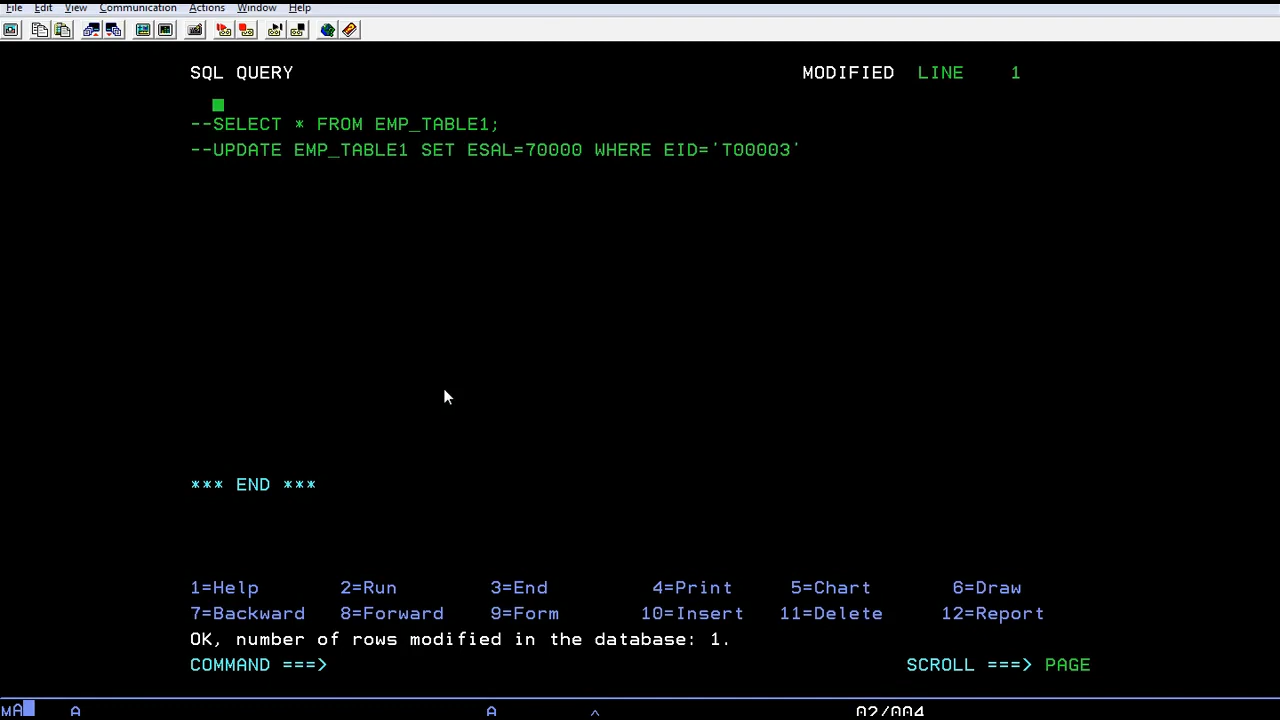 File Edit View Communication Actions Window Help
SQL QUERY MODIFIED LINE 1
--SELECT * FROM EMP_TABLE1;
--UPDATE EMP_TABLE1 SET ESAL=70000 WHERE EID='T00003'
*** END ***
1=Help 2=Run 3=End 4=Print 5=Chart 6=Draw
7=Backward 8=Forward 9=Form 10=Insert 11=Delete 12=Report
OK, number of rows modified in the database: 1.
COMMAND ===> SCROLL ===> PAGE
MA A A ^ 02/004